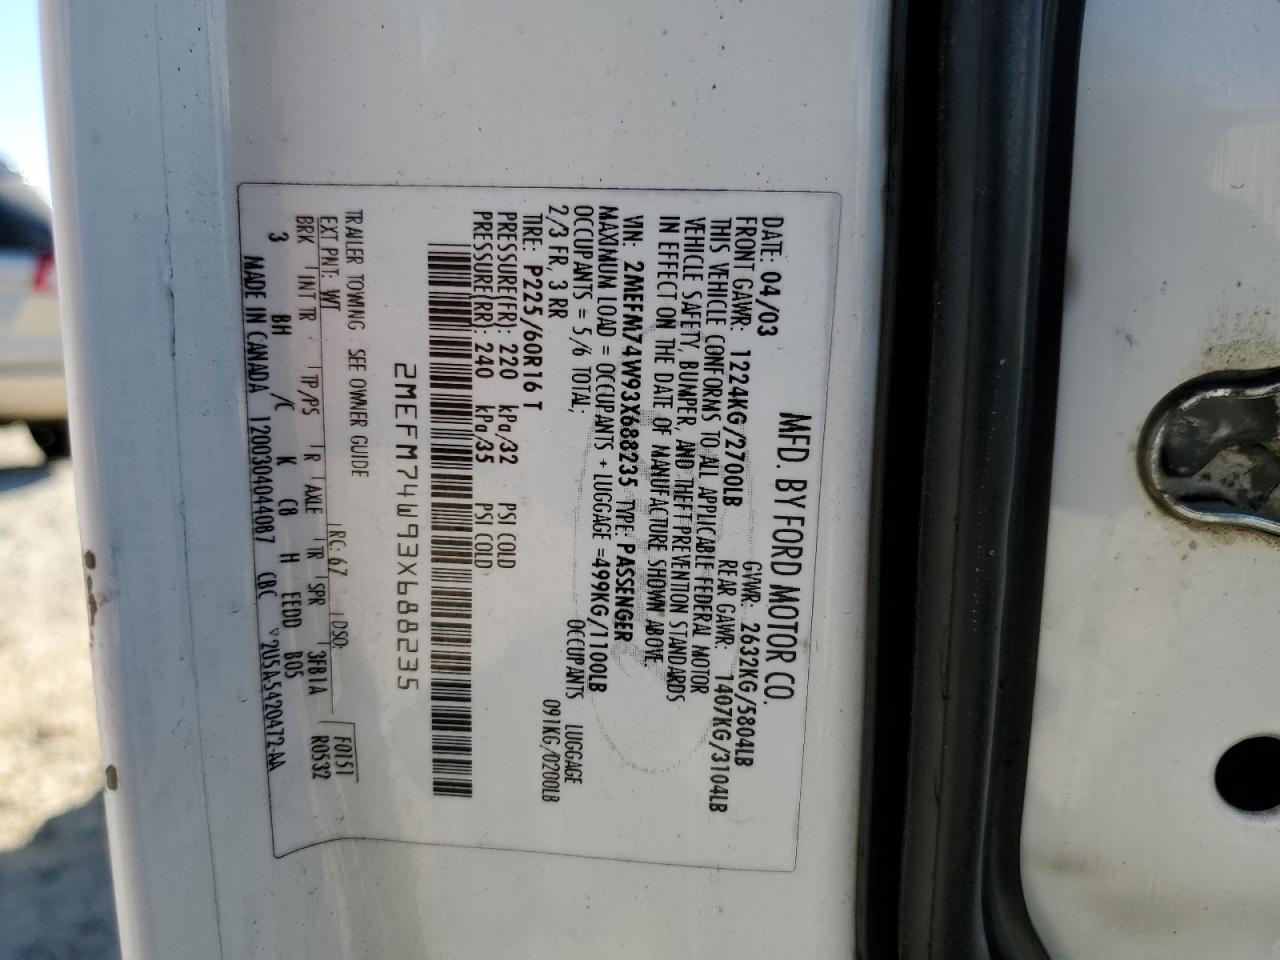 MFD. BY FORD MOTOR CO.
DATE: 04/03 GVWR: 2632KG/5804LB
FRONT GAWR: 1224KG/2700LB REAR GAWR: 1407KG/3104LB
THIS VEHICLE CONFORMS TO ALL APPLICABLE FEDERAL MOTOR
VEHICLE SAFETY, BUMPER, AND THEFT PREVENTION STANDARDS
IN EFFECT ON THE DATE OF MANUFACTURE SHOWN ABOVE.
VIN: 2MEFM74W93X688235 TYPE: PASSENGER
MAXIMUM LOAD = OCCUPANTS + LUGGAGE = 499KG/1100LB
OCCUPANTS = 5/6 TOTAL; OCCUPANTS LUGGAGE
2/3 FR, 3 RR 091KG/0200LB
TIRE: P225/60R16 T
PRESSURE(FR): 220 kPa/32 PSI COLD
PRESSURE(RR): 240 kPa/35 PSI COLD
2MEFM74W93X688235
TRAILER TOWING - SEE OWNER GUIDE
EXT PNT: WT RC: 67 DSO: F0151
BRK INT TR TP/PS R AXLE TR SPR 3FB1A R0532
3 BH /C K C8 H EEDD B05
MADE IN CANADA 1200304044087 CBC ▽2U5A-5420472-AA